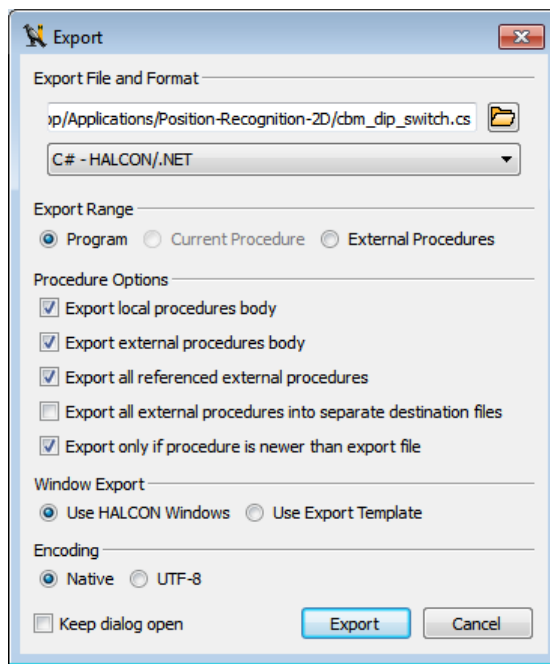 Export
Export File and Format
op/Applications/Position-Recognition-2D/cbm_dip_switch.cs
C# - HALCON/.NET
Export Range
Program Current Procedure External Procedures
Procedure Options
Export local procedures body
Export external procedures body
Export all referenced external procedures
Export all external procedures into separate destination files
Export only if procedure is newer than export file
Window Export
Use HALCON Windows Use Export Template
Encoding
Native UTF-8
Keep dialog open Export Cancel